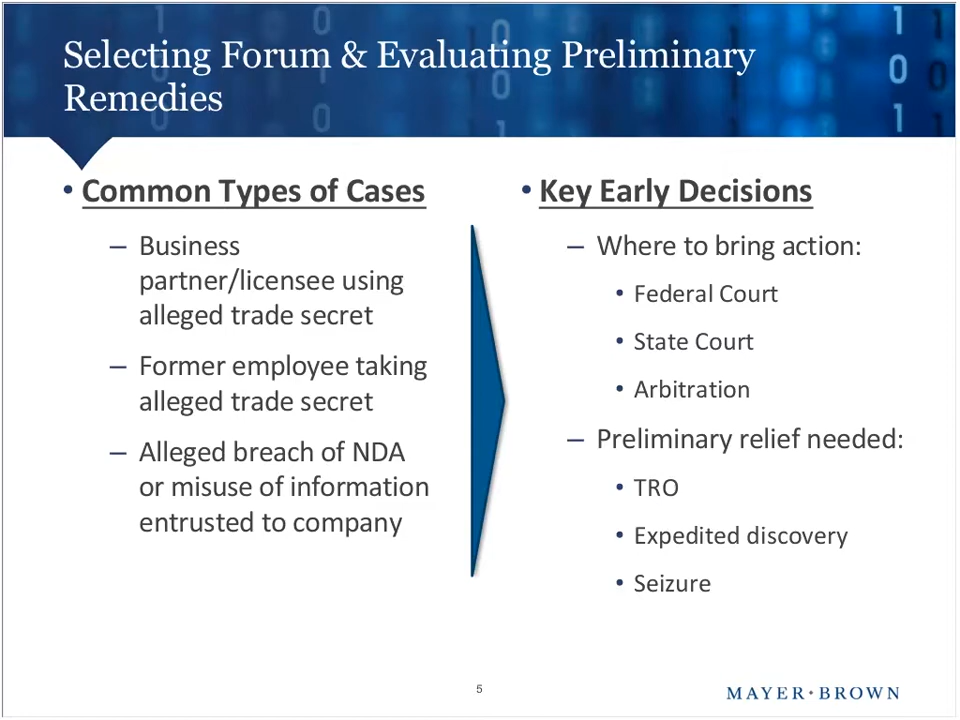 Selecting Forum & Evaluating Preliminary
Remedies
• Common Types of Cases
– Business
partner/licensee using
alleged trade secret
– Former employee taking
alleged trade secret
– Alleged breach of NDA
or misuse of information
entrusted to company
• Key Early Decisions
– Where to bring action:
• Federal Court
• State Court
• Arbitration
– Preliminary relief needed:
• TRO
• Expedited discovery
• Seizure
5
MAYER•BROWN